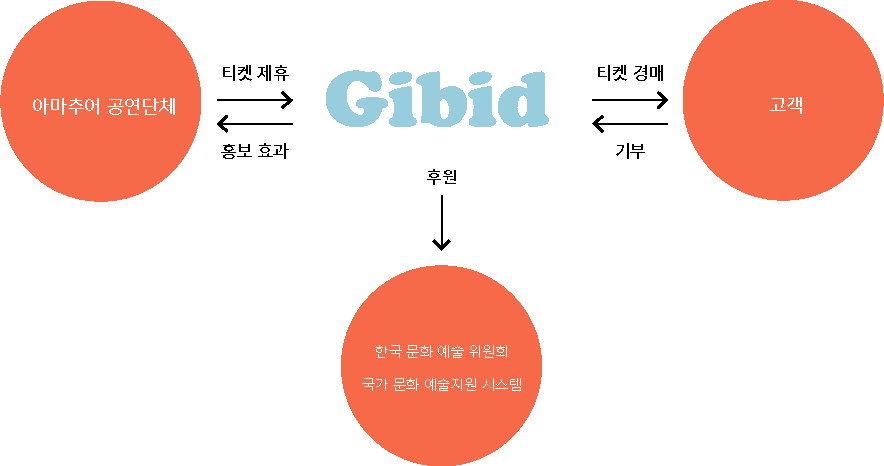 티켓 제휴
Gibid
티켓 경매
아마추어 공연단체
고객
홍보 효과
기부
후원
한국 문화 예술 위원회
국가 문화 예술지원 시스템